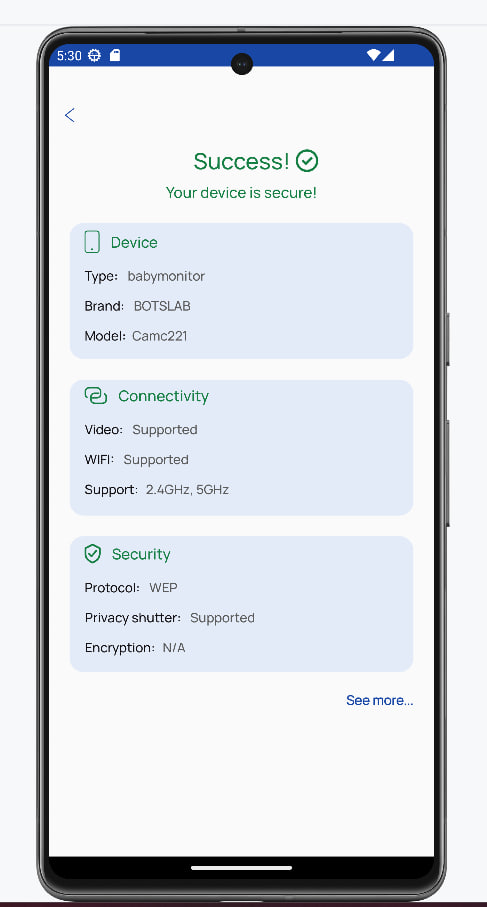 5:30
Success!
Your device is secure!
Device
Type: babymonitor
Brand: BOTSLAB
Model: Camc221
Connectivity
Video: Supported
WIFI: Supported
Support: 2.4GHz, 5GHz
Security
Protocol: WEP
Privacy shutter: Supported
Encryption: N/A
See more...